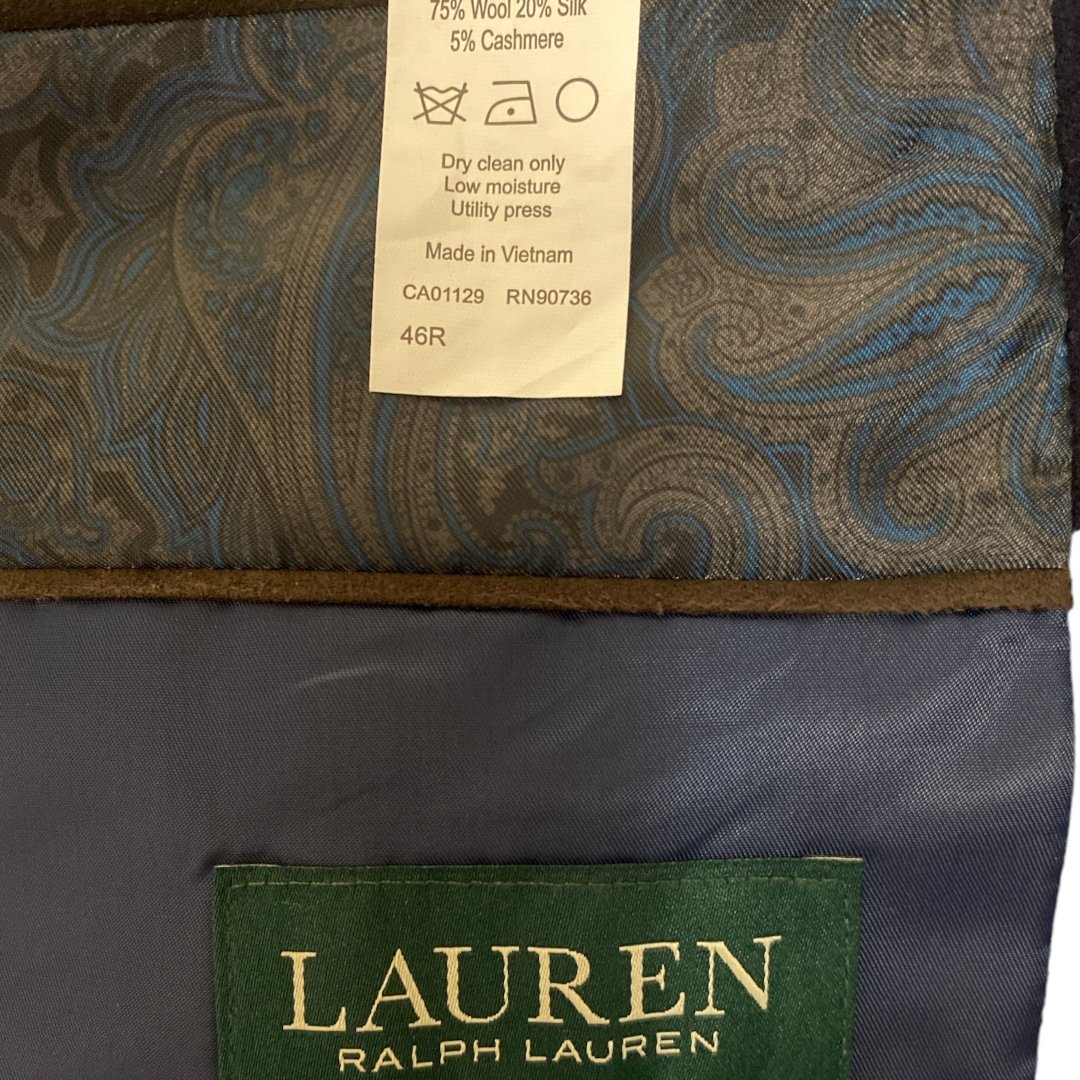 75% Wool 20% Silk
5% Cashmere
Dry clean only
Low moisture
Utility press
Made in Vietnam
CA01129 RN90736
46R
LAUREN
RALPH LAUREN